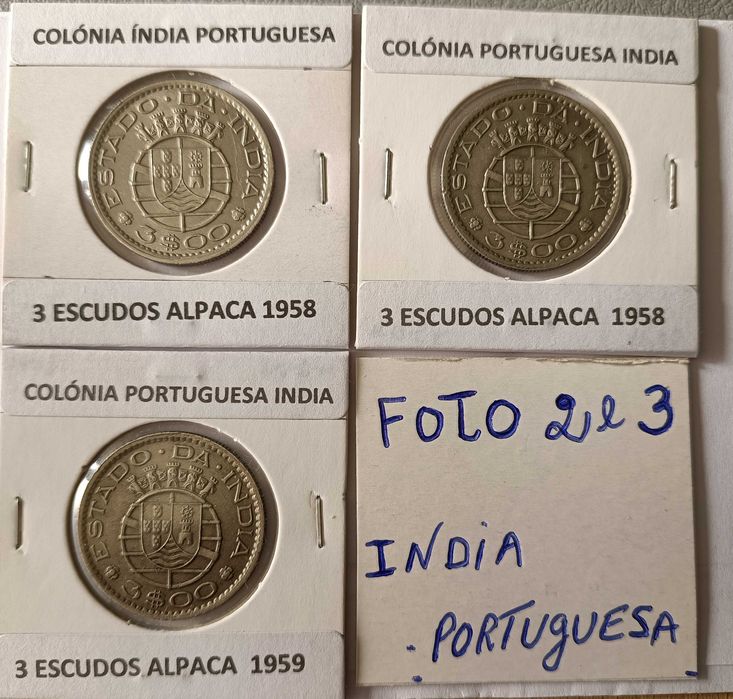 COLÓNIA ÍNDIA PORTUGUESA
ESTADO · DA · INDIA
3$00
3 ESCUDOS ALPACA 1958
COLÓNIA PORTUGUESA INDIA
ESTADO · DA · INDIA
3$00
3 ESCUDOS ALPACA 1958
COLÓNIA PORTUGUESA INDIA
ESTADO · DA · INDIA
3$00
3 ESCUDOS ALPACA 1959
FOTO 2 e 3
INDIA
. PORTUGUESA